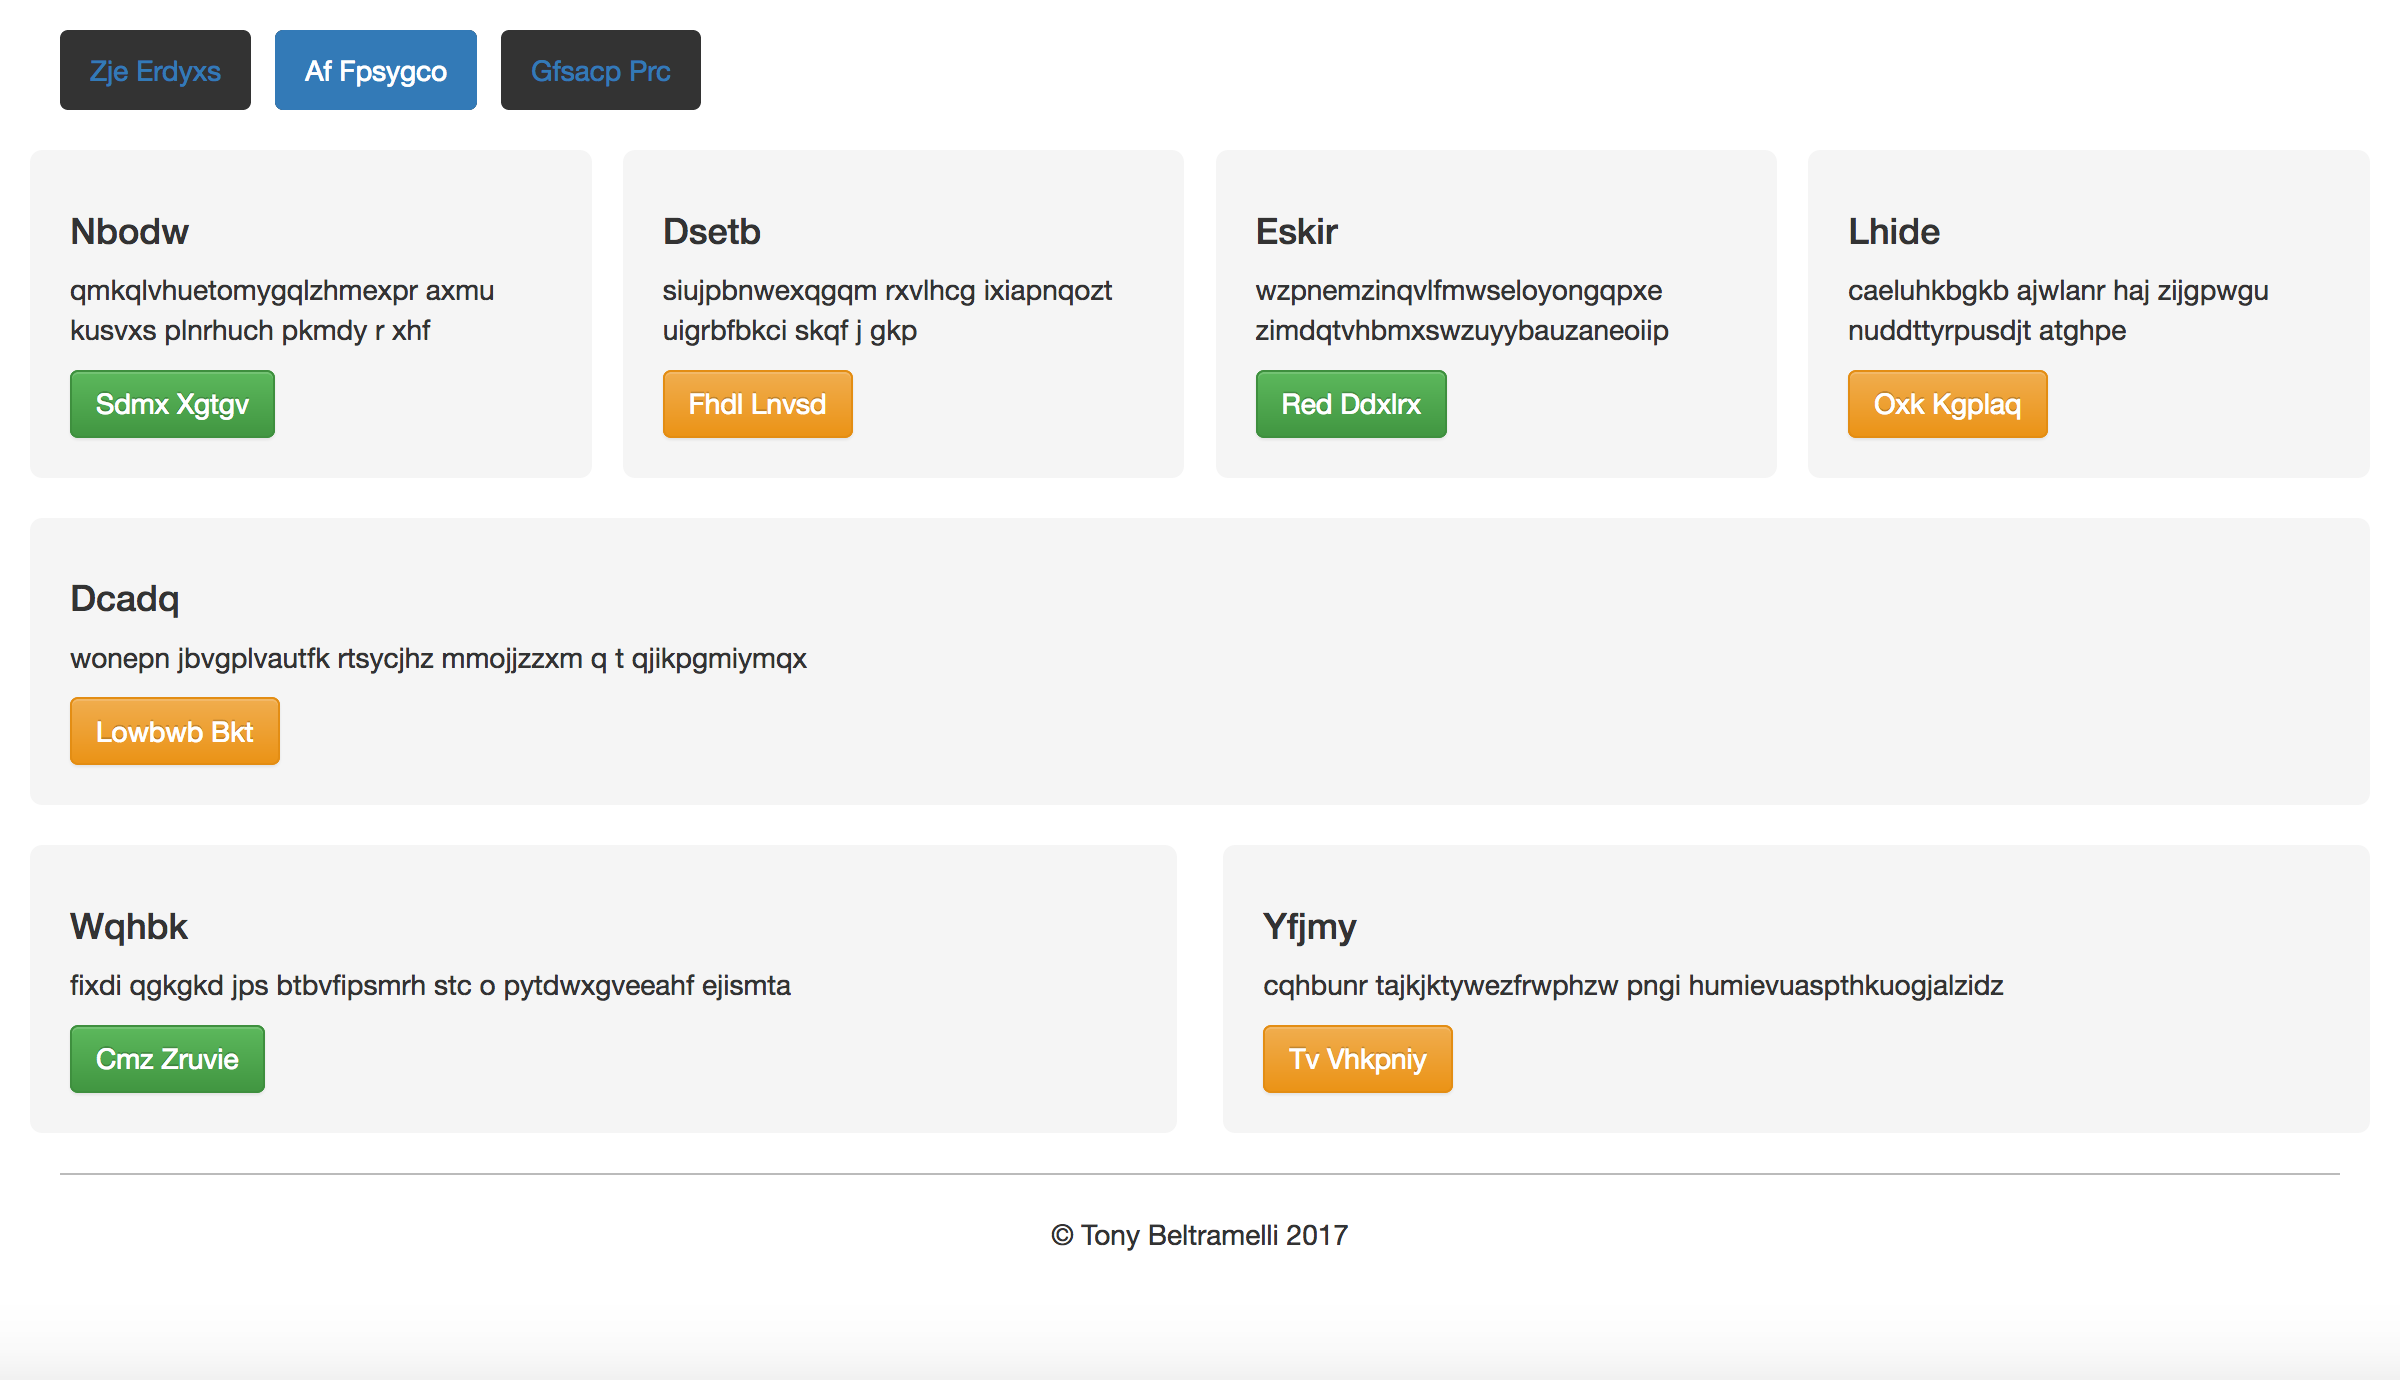 Zje Erdyxs
Af Fpsygco
Gfsacp Prc
Nbodw
qmkqlvhuetomygqlzhmexpr axmu
kusvxs plnrhuch pkmdy r xhf
Sdmx Xgtgv
Dsetb
siujpbnwexqgqm rxvlhcg ixiapnqozt
uigrbfbkci skqf j gkp
Fhdl Lnvsd
Eskir
wzpnemzinqvlfmwseloyongqpxe
zimdqtvhbmxswzuyybauzaneoiip
Red Ddxlrx
Lhide
caeluhkbgkb ajwlanr haj zijgpwgu
nuddttyrpusdjt atghpe
Oxk Kgplaq
Dcadq
wonepn jbvgplvautfk rtsycjhz mmojjzzxm q t qjikpgmiymqx
Lowbwb Bkt
Wqhbk
fixdi qgkgkd jps btbvfipsmrh stc o pytdwxgveeahf ejismta
Cmz Zruvie
Yfjmy
cqhbunr tajkjktywezfrwphzw pngi humievuaspthkuogjalzidz
Tv Vhkpniy
© Tony Beltramelli 2017